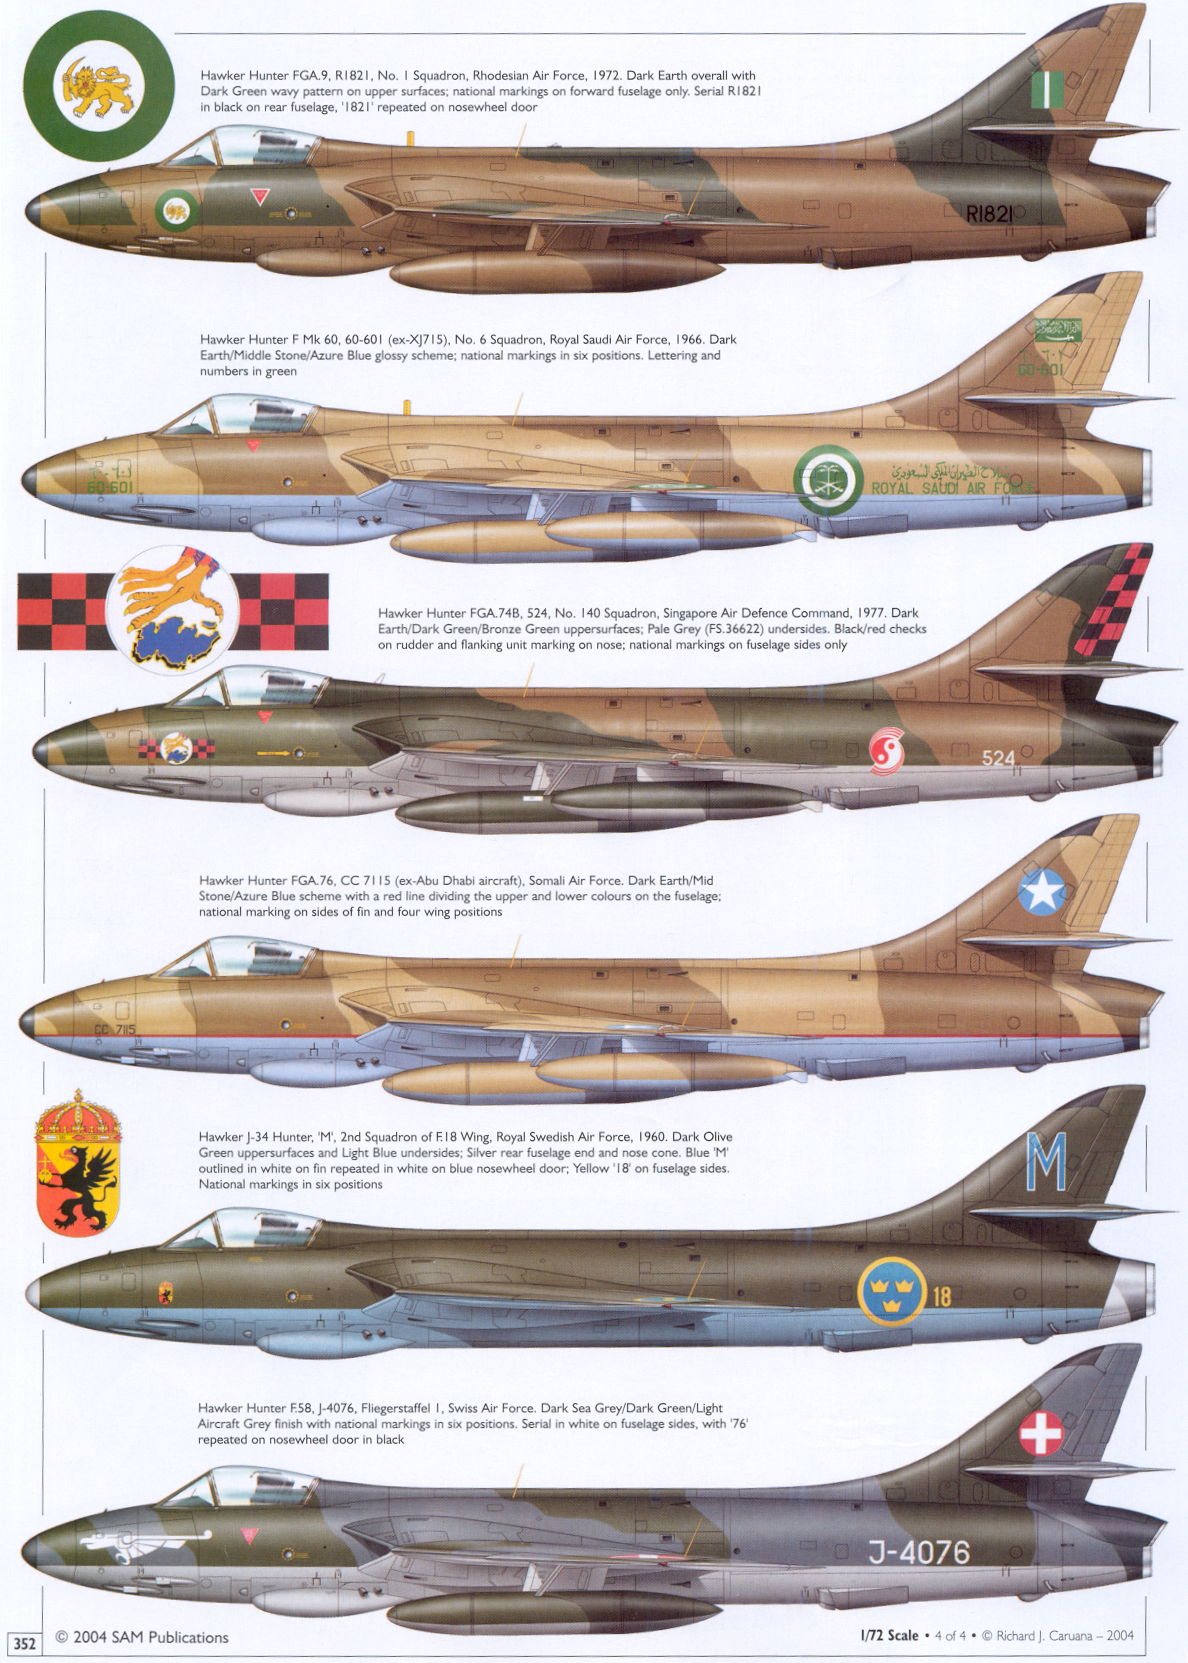 Hawker Hunter FGA.9, R1821, No. 1 Squadron, Rhodesian Air Force, 1972. Dark Earth overall with
Dark Green wavy pattern on upper surfaces; national markings on forward fuselage only. Serial R1821
in black on rear fuselage, '1821' repeated on nosewheel door
R1821
Hawker Hunter F Mk 60, 60-601 (ex-XJ715), No. 6 Squadron, Royal Saudi Air Force, 1966. Dark
Earth/Middle Stone/Azure Blue glossy scheme; national markings in six positions. Lettering and
numbers in green
٦٠-٦٠١
60-601
٦٠-٦٠١
60-601
سلاح الطيران الملكي السعودي
ROYAL SAUDI AIR FORCE
Hawker Hunter FGA.74B, 524, No. 140 Squadron, Singapore Air Defence Command, 1977. Dark
Earth/Dark Green/Bronze Green uppersurfaces; Pale Grey (FS.36622) undersides. Black/red checks
on rudder and flanking unit marking on nose; national markings on fuselage sides only
524
Hawker Hunter FGA.76, CC 7115 (ex-Abu Dhabi aircraft), Somali Air Force. Dark Earth/Mid
Stone/Azure Blue scheme with a red line dividing the upper and lower colours on the fuselage;
national marking on sides of fin and four wing positions
CC 7115
Hawker J-34 Hunter, 'M', 2nd Squadron of F.18 Wing, Royal Swedish Air Force, 1960. Dark Olive
Green uppersurfaces and Light Blue undersides; Silver rear fuselage end and nose cone. Blue 'M'
outlined in white on fin repeated in white on blue nosewheel door; Yellow '18' on fuselage sides.
National markings in six positions
M
18
Hawker Hunter F.58, J-4076, Fliegerstaffel 1, Swiss Air Force. Dark Sea Grey/Dark Green/Light
Aircraft Grey finish with national markings in six positions. Serial in white on fuselage sides, with '76'
repeated on nosewheel door in black
J-4076
352
© 2004 SAM Publications
1/72 Scale • 4 of 4 • © Richard J. Caruana – 2004